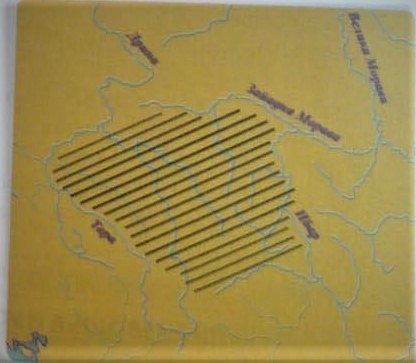 Дрина
Велика Морава
Западна Морава
Ибар
Тара